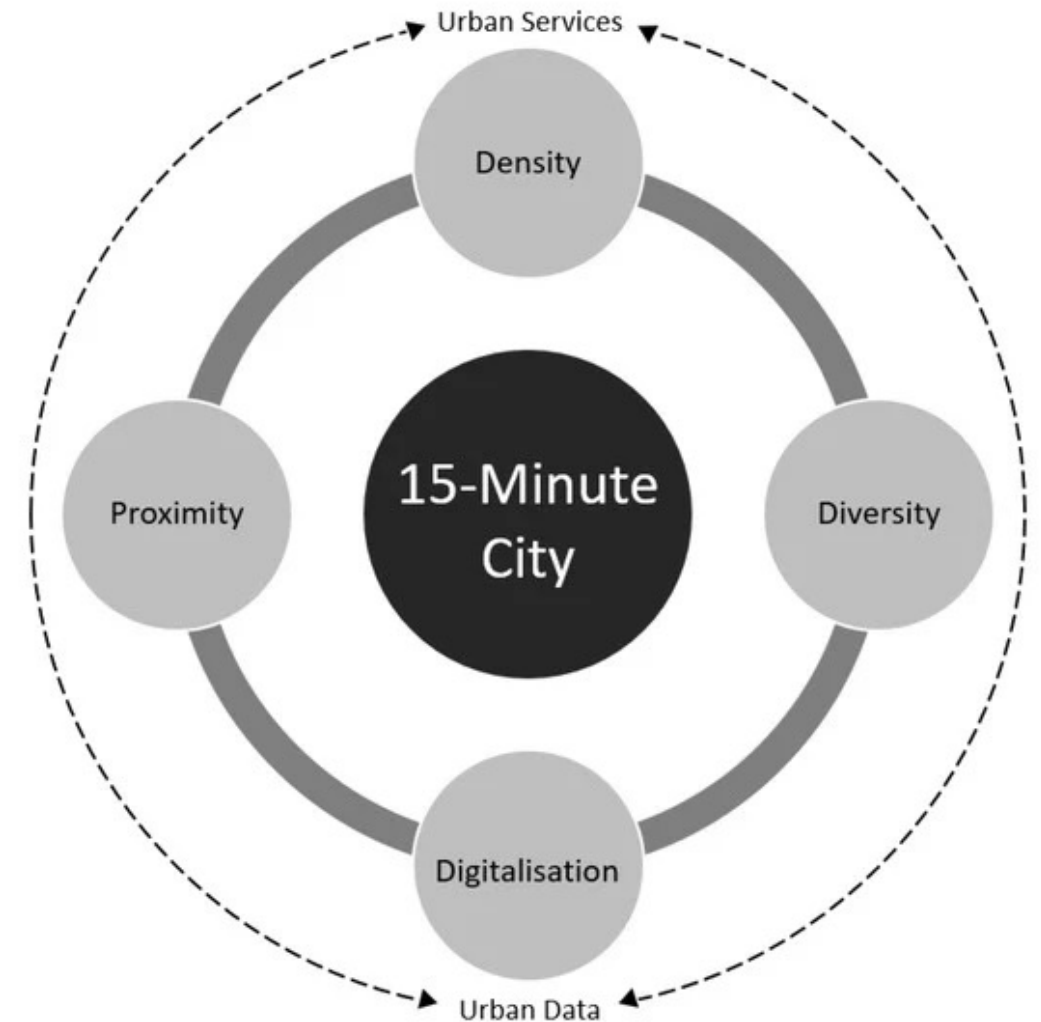 Urban Services
Density
Proximity
15-Minute
City
Diversity
Digitalisation
Urban Data